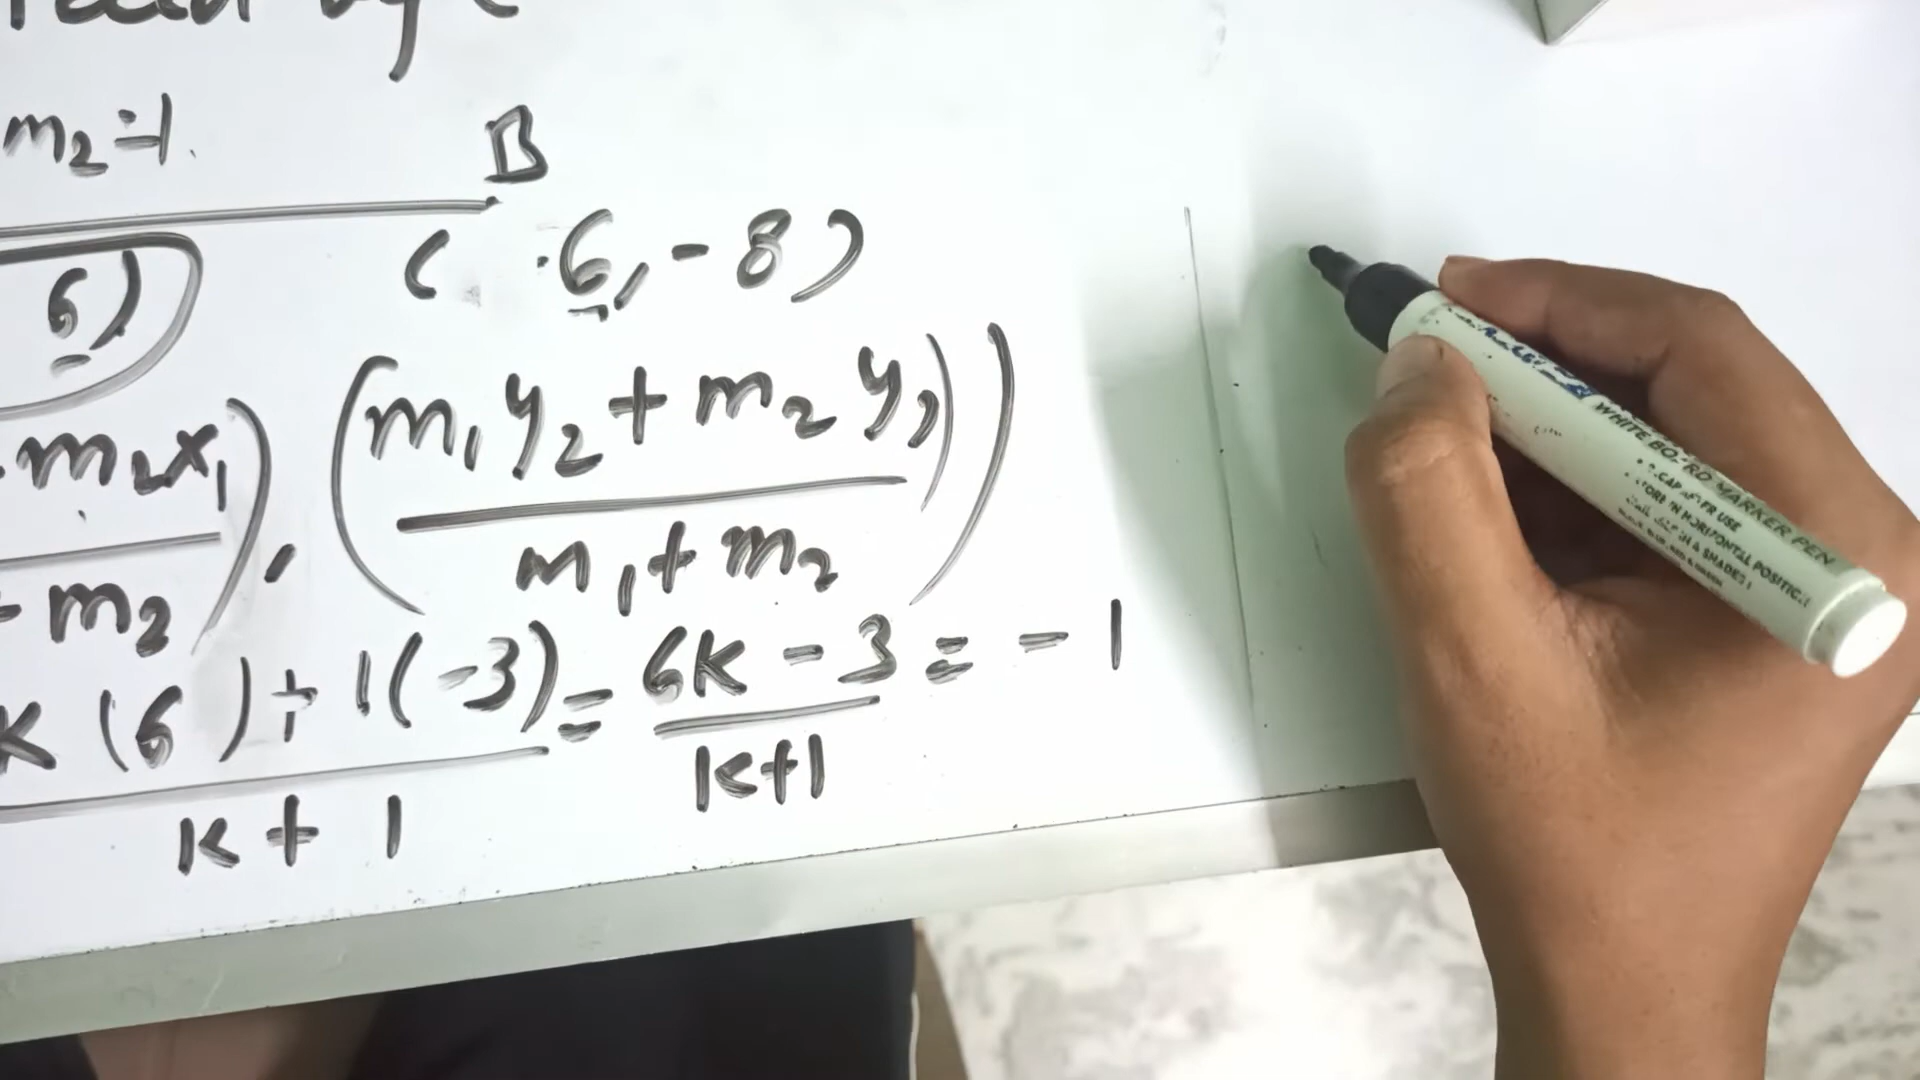 m₂=1
B
6)
( 6, -8)
m₂x₁), (m₁y₂+m₂y₁))
m₂
m₁+m₂
K(6)+1(-3) = 6K-3 = -1
K+1
K+1
WHITE BOARD MARKER PEN